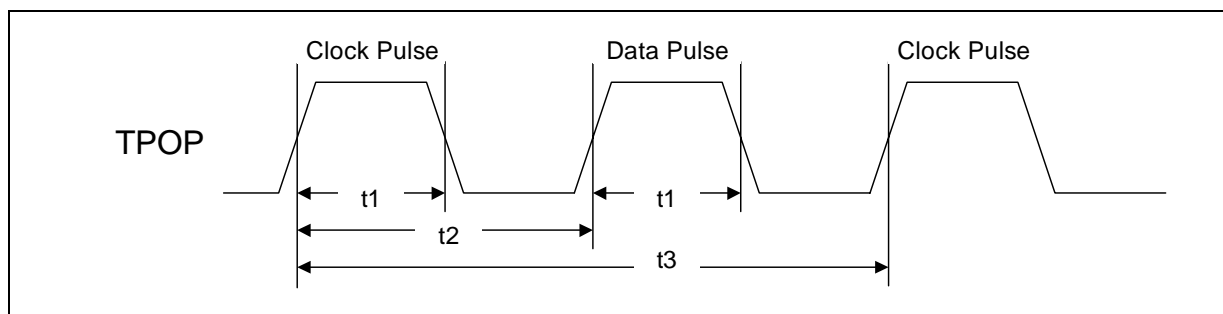 Clock Pulse Data Pulse Clock Pulse
TPOP
t1 t1
t2
t3